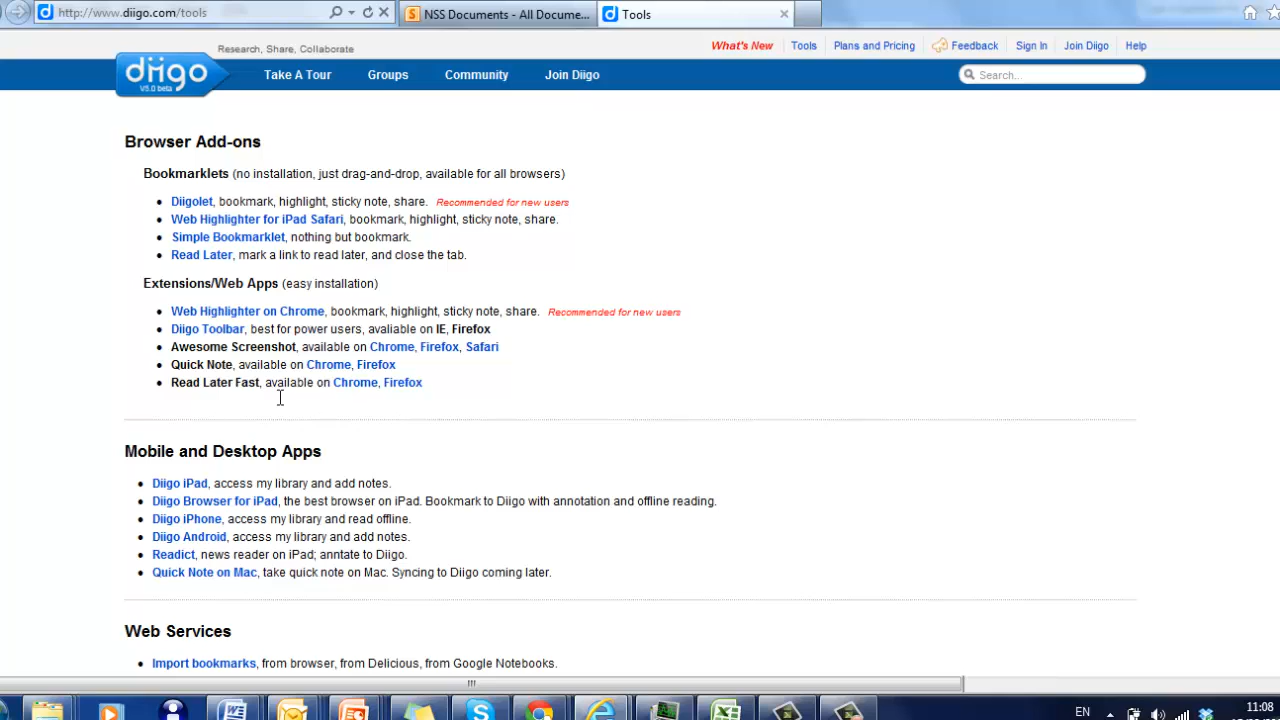 http://www.diigo.com/tools
NSS Documents - All Docume...
Tools
Research, Share, Collaborate
What's New
Tools
Plans and Pricing
Feedback
Sign In
Join Diigo
Help
diigo
V5.0 beta
Take A Tour
Groups
Community
Join Diigo
Search...
Browser Add-ons
Bookmarklets (no installation, just drag-and-drop, available for all browsers)
• Diigolet, bookmark, highlight, sticky note, share. Recommended for new users
• Web Highlighter for iPad Safari, bookmark, highlight, sticky note, share.
• Simple Bookmarklet, nothing but bookmark.
• Read Later, mark a link to read later, and close the tab.
Extensions/Web Apps (easy installation)
• Web Highlighter on Chrome, bookmark, highlight, sticky note, share. Recommended for new users
• Diigo Toolbar, best for power users, avaliable on IE, Firefox
• Awesome Screenshot, available on Chrome, Firefox, Safari
• Quick Note, available on Chrome, Firefox
• Read Later Fast, available on Chrome, Firefox
Mobile and Desktop Apps
• Diigo iPad, access my library and add notes.
• Diigo Browser for iPad, the best browser on iPad. Bookmark to Diigo with annotation and offline reading.
• Diigo iPhone, access my library and read offline.
• Diigo Android, access my library and add notes.
• Readict, news reader on iPad; anntate to Diigo.
• Quick Note on Mac, take quick note on Mac. Syncing to Diigo coming later.
Web Services
• Import bookmarks, from browser, from Delicious, from Google Notebooks.
EN
11:08